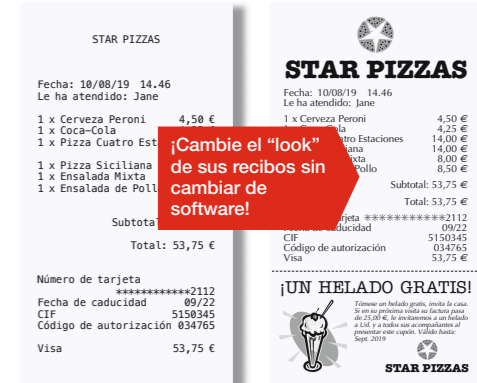 STAR PIZZAS
Fecha: 10/08/19 14.46
Le ha atendido: Jane
1 x Cerveza Peroni 4,50 €
1 x Coca-Cola
1 x Pizza Cuatro Est
1 x Pizza Siciliana
1 x Ensalada Mixta
1 x Ensalada de Poll
Subtota
Total: 53,75 €
Número de tarjeta
************2112
Fecha de caducidad 09/22
CIF 5150345
Código de autorización 034765
Visa 53,75 €
¡Cambie el “look”
de sus recibos sin
cambiar de
software!
STAR PIZZAS
Fecha: 10/08/19 14.46
Le ha atendido: Jane
1 x Cerveza Peroni 4,50 €
4,25 €
Estaciones 14,00 €
14,00 €
8,00 €
Pollo 8,50 €
Subtotal: 53,75 €
Total: 53,75 €
************2112
caducidad 09/22
CIF 5150345
Código de autorización 034765
Visa 53,75 €
¡UN HELADO GRATIS!
Tómese un helado gratis, invita la casa.
Si en su próxima visita su factura pasa
de 25,00 €, le invitaremos a un helado
a Ud. y a todos sus acompañantes al
presentar este cupón. Válido hasta:
Sept. 2019
STAR PIZZAS